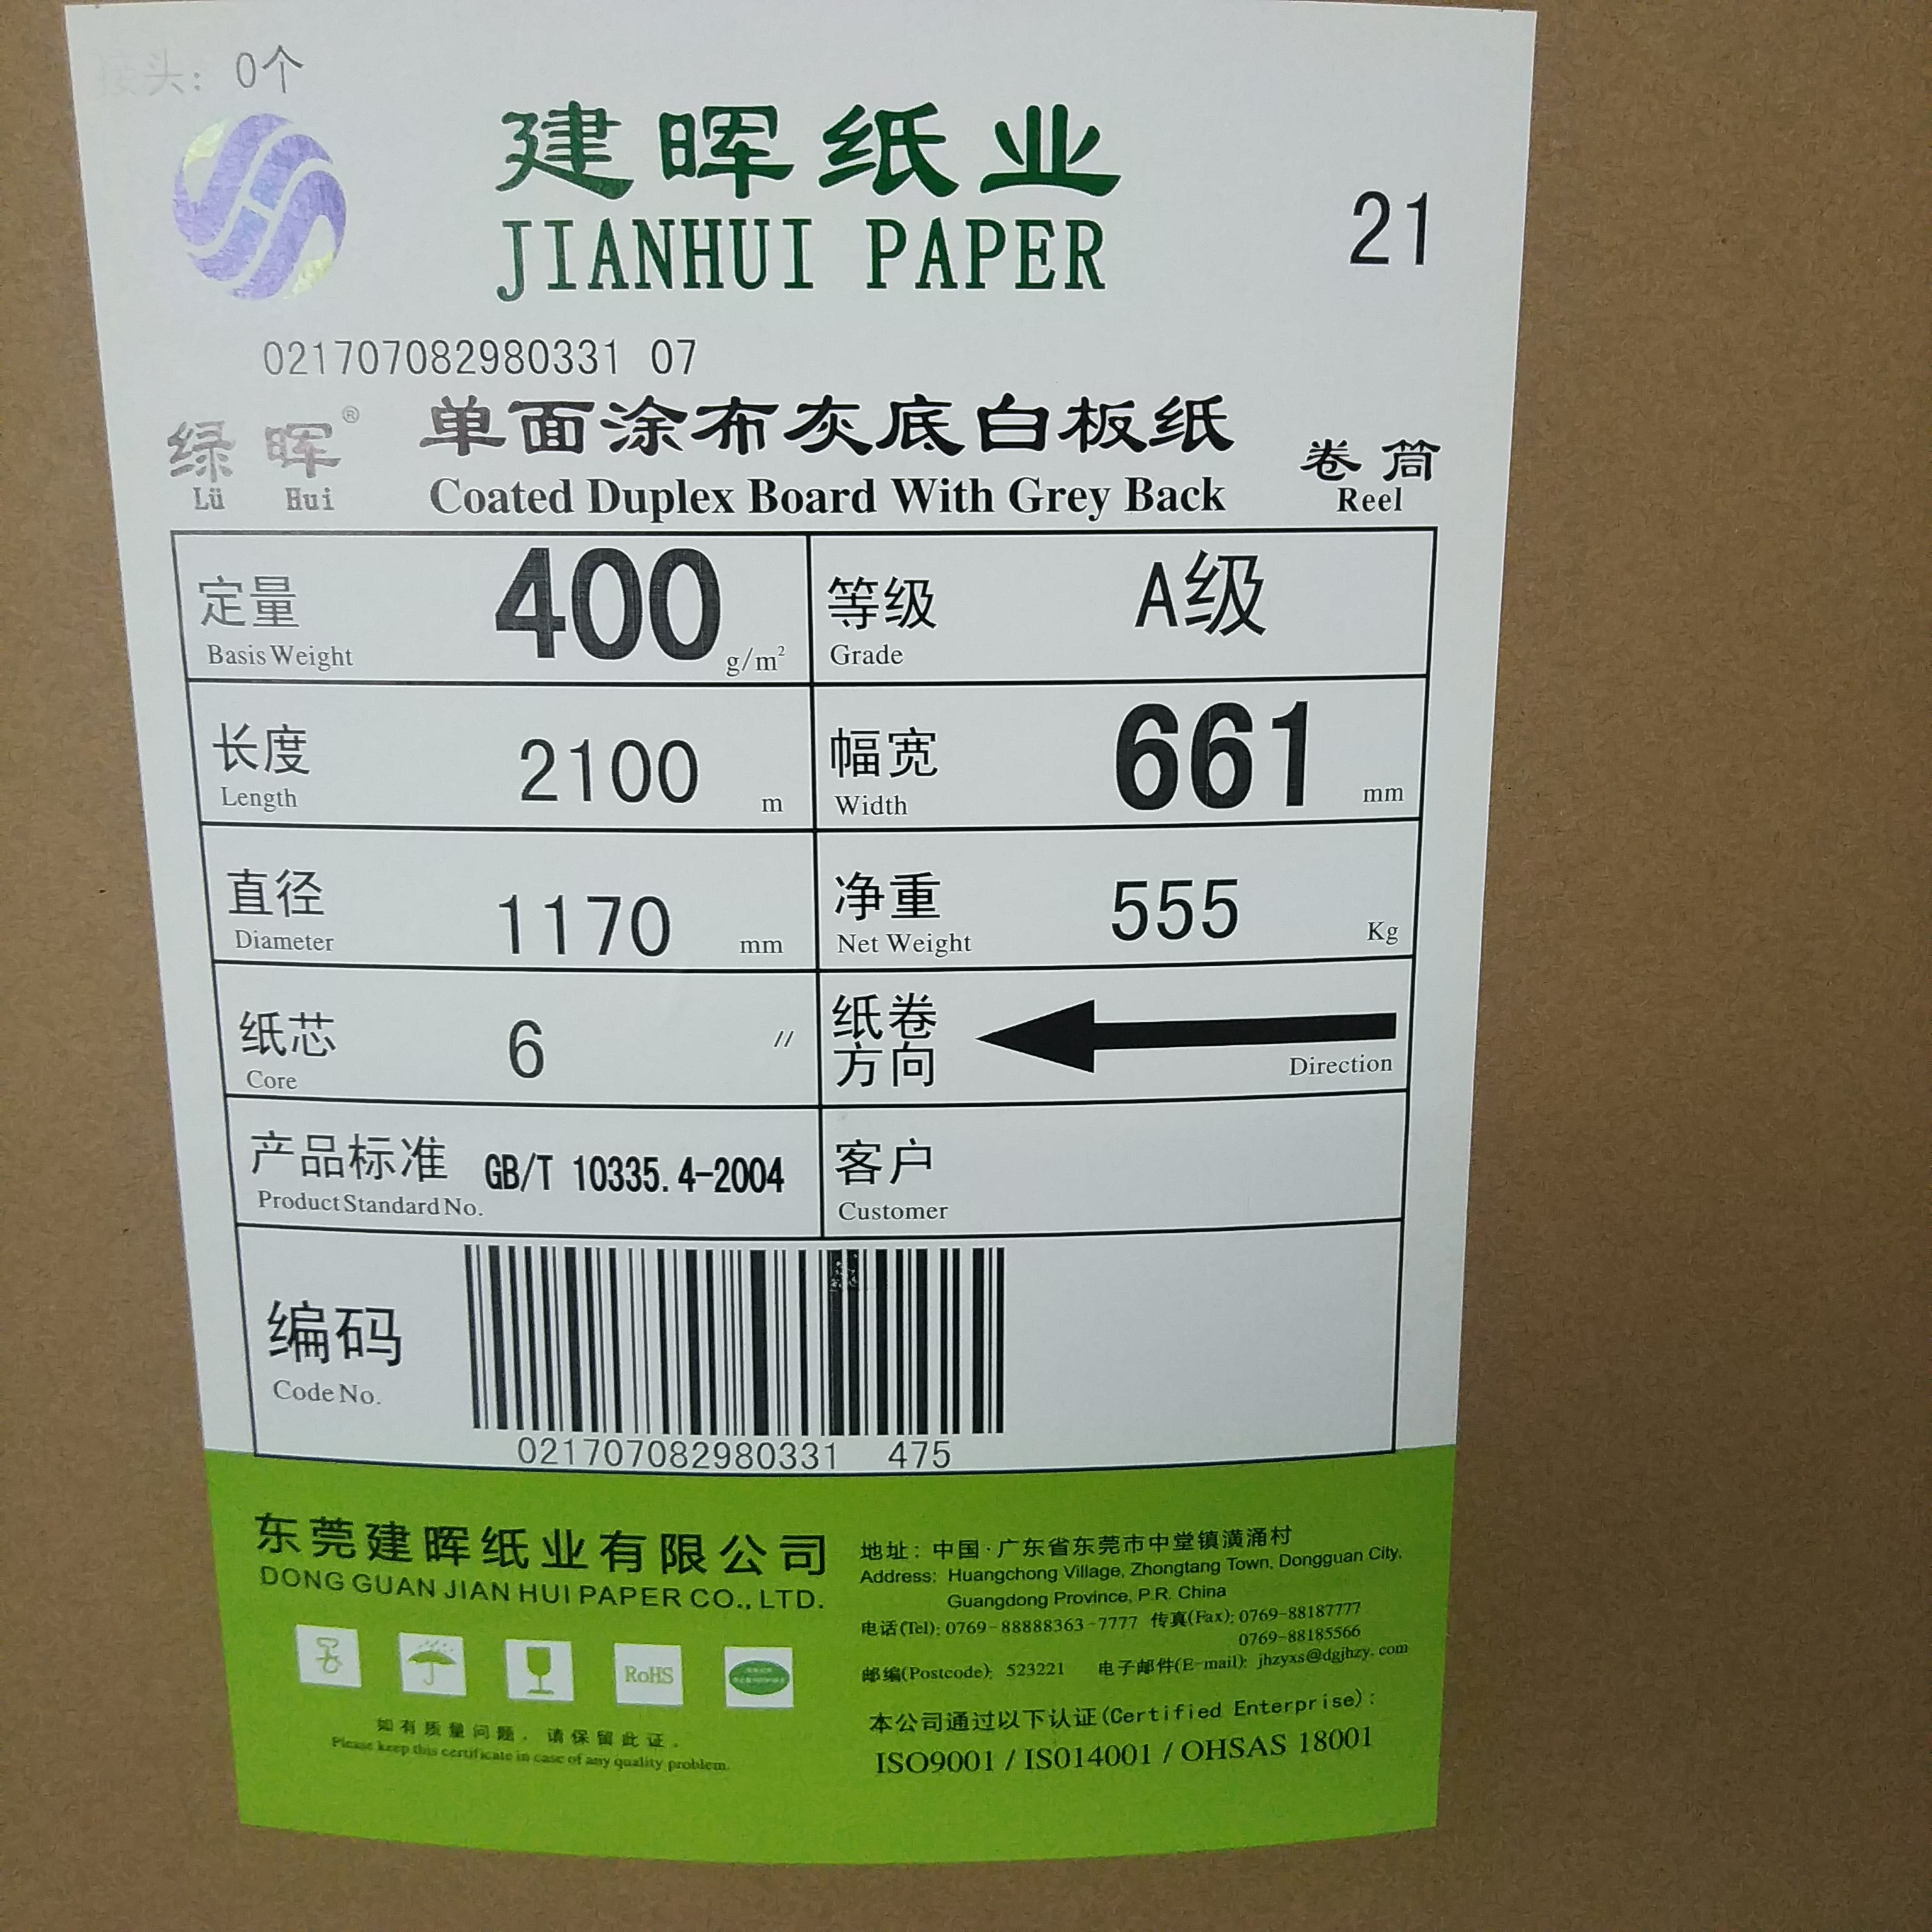 接头：0个
建晖纸业
JIANHUI PAPER
21
021707082980331 07
绿晖®
Lü Hui
单面涂布灰底白板纸
Coated Duplex Board With Grey Back
卷筒
Reel
定量 400 g/m²
Basis Weight
等级 A级
Grade
长度 2100 m
Length
幅宽 661 mm
Width
直径 1170 mm
Diameter
净重 555 Kg
Net Weight
纸芯 6 〃
Core
纸卷
方向
Direction
产品标准 GB/T 10335.4-2004
Product Standard No.
客户
Customer
编码
Code No.
021707082980331 475
东莞建晖纸业有限公司
DONG GUAN JIAN HUI PAPER CO., LTD.
RoHS
如有质量问题，请保留此证。
Please keep this certificate in case of any quality problem.
地址：中国·广东省东莞市中堂镇潢涌村
Address: Huangchong Village, Zhongtang Town, Dongguan City,
Guangdong Province, P.R. China
电话(Tel): 0769-88888363-7777 传真(Fax): 0769-88187777
0769-88185566
邮编(Postcode): 523221 电子邮件(E-mail): jhzyxs@dgjhzy.com
本公司通过以下认证(Certified Enterprise):
ISO9001 / ISO14001 / OHSAS 18001